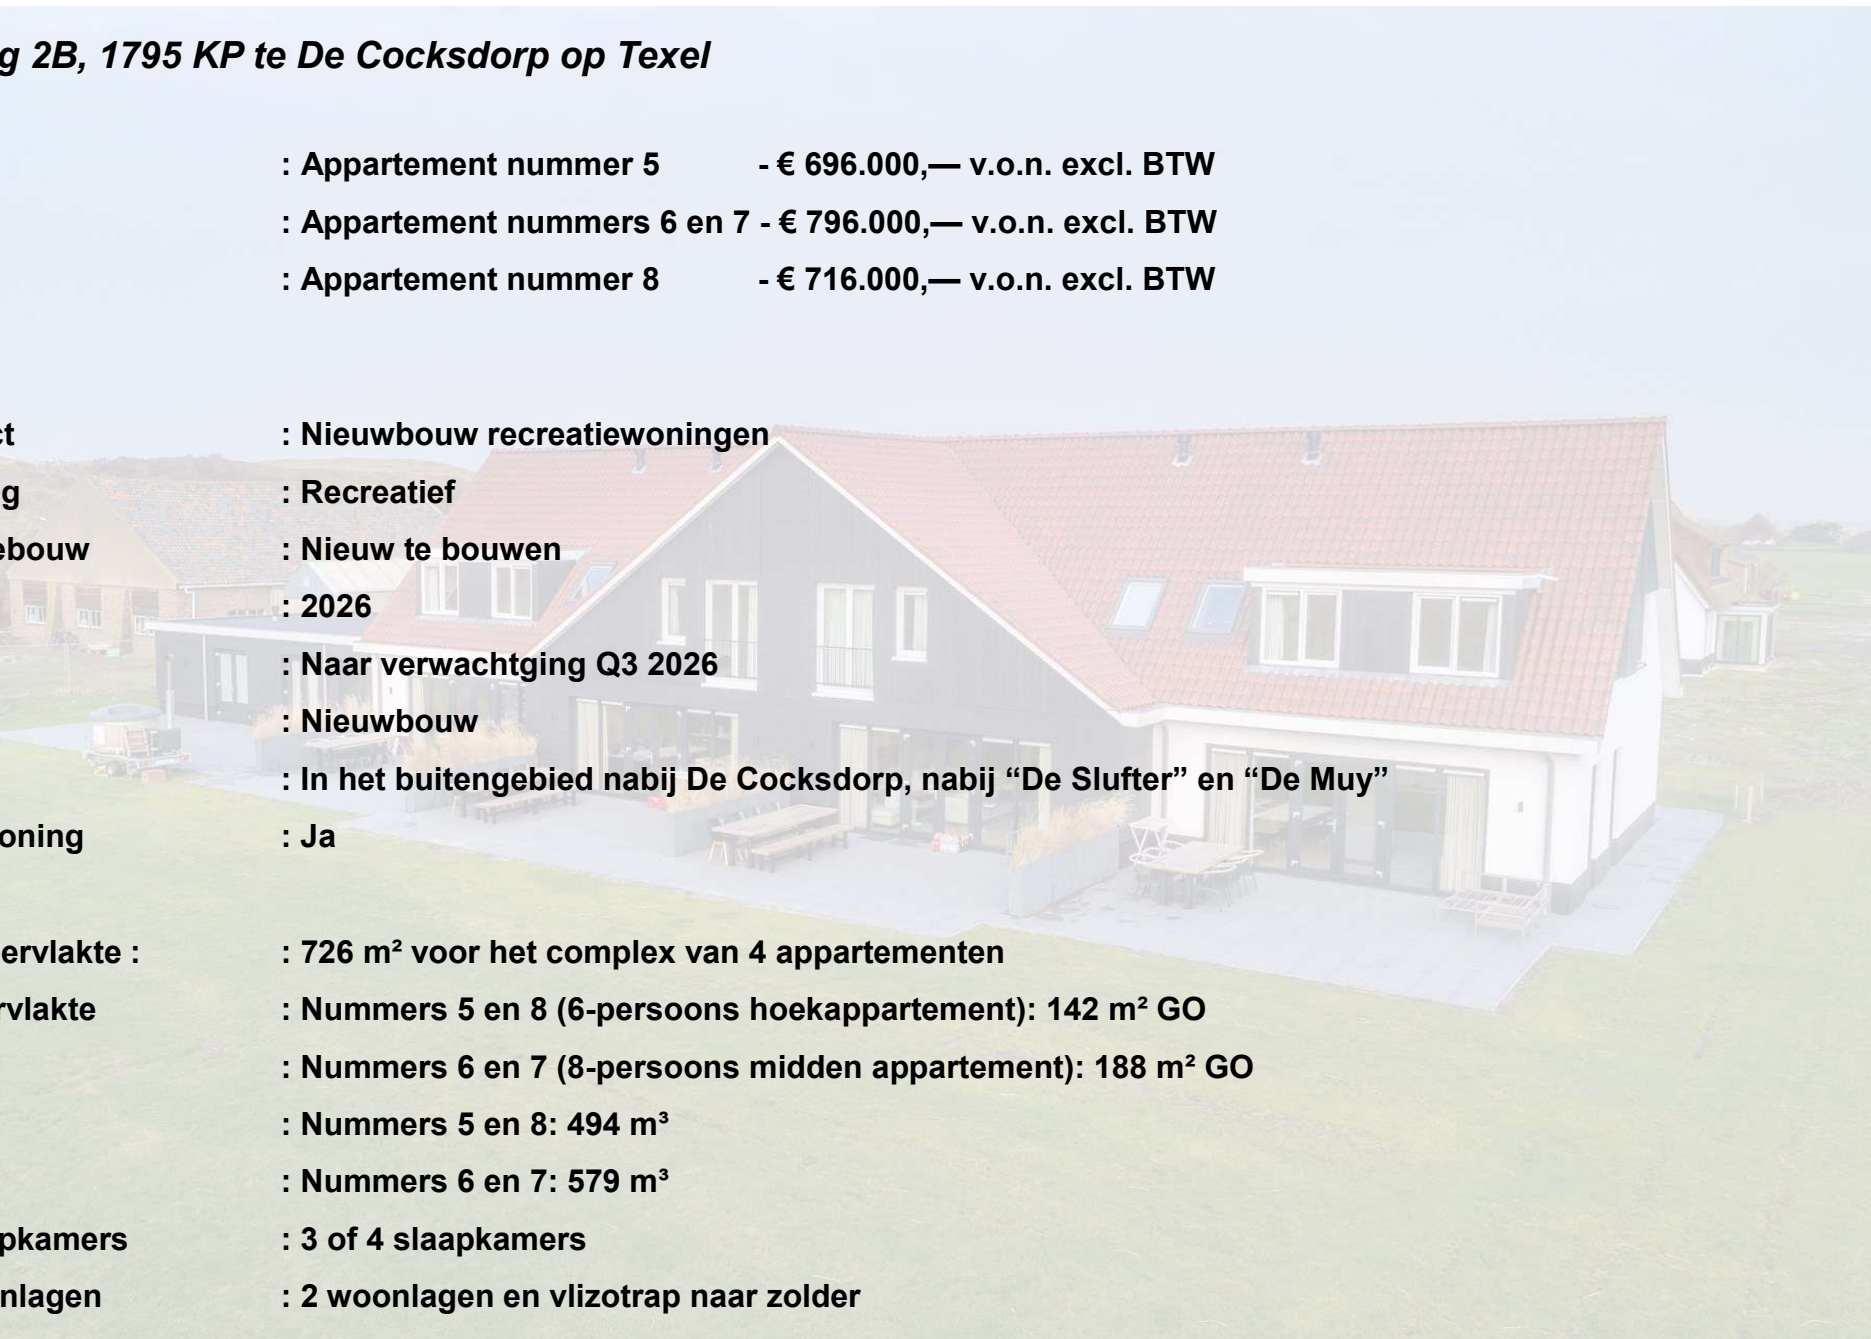 g 2B, 1795 KP te De Cocksdorp op Texel
: Appartement nummer 5 - € 696.000,— v.o.n. excl. BTW
: Appartement nummers 6 en 7 - € 796.000,— v.o.n. excl. BTW
: Appartement nummer 8 - € 716.000,— v.o.n. excl. BTW
ct : Nieuwbouw recreatiewoningen
g : Recreatief
ebouw : Nieuw te bouwen
: 2026
: Naar verwachtging Q3 2026
: Nieuwbouw
: In het buitengebied nabij De Cocksdorp, nabij “De Slufter” en “De Muy”
oning : Ja
ervlakte : : 726 m² voor het complex van 4 appartementen
rvlakte : Nummers 5 en 8 (6-persoons hoekappartement): 142 m² GO
: Nummers 6 en 7 (8-persoons midden appartement): 188 m² GO
: Nummers 5 en 8: 494 m³
: Nummers 6 en 7: 579 m³
pkamers : 3 of 4 slaapkamers
nlagen : 2 woonlagen en vlizotrap naar zolder